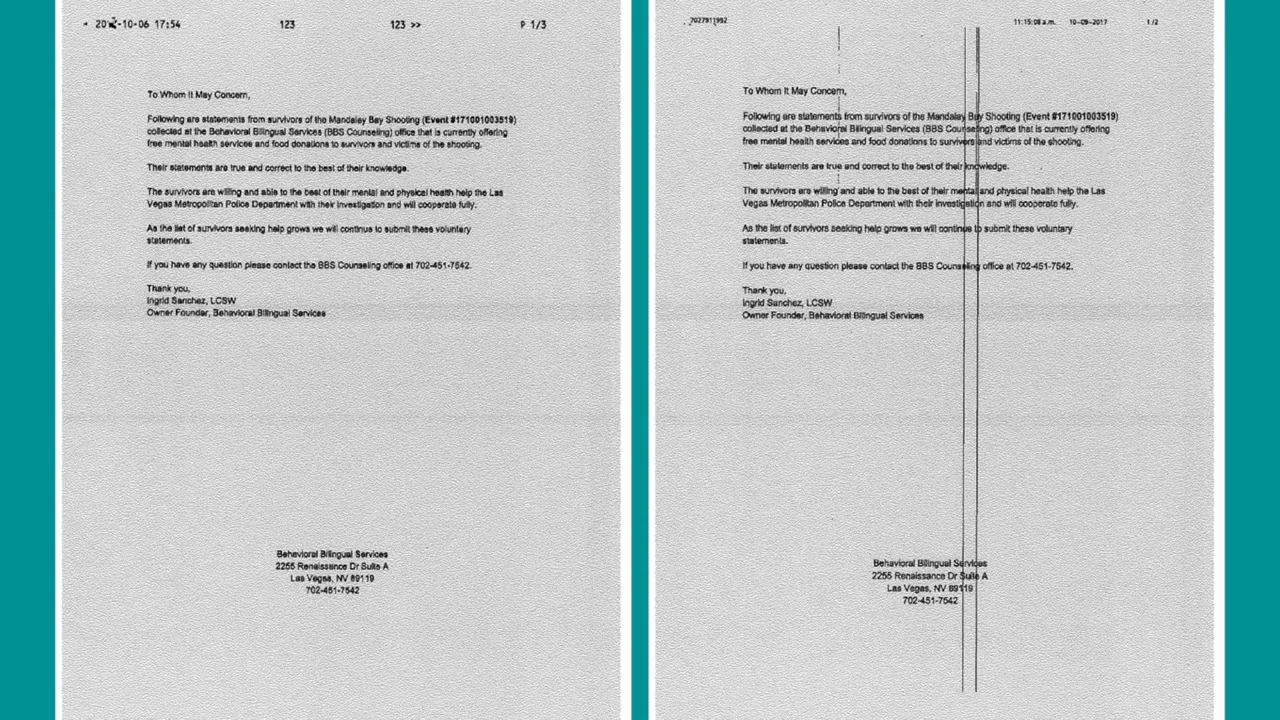 -10-06 17:54 123 123 >> P 1/3
To Whom It May Concern,
Following are statements from survivors of the Mandalay Bay Shooting (Event #171001003519)
collected at the Behavioral Bilingual Services (BBS Counseling) office that is currently offering
free mental health services and food donations to survivors and victims of the shooting.
Their statements are true and correct to the best of their knowledge.
The survivors are willing and able to the best of their mental and physical health help the Las
Vegas Metropolitan Police Department with their investigation and will cooperate fully.
As the list of survivors seeking help grows we will continue to submit these voluntary
statements.
If you have any question please contact the BBS Counseling office at 702-451-7542.
Thank you,
Ingrid Sanchez, LCSW
Owner Founder, Behavioral Bilingual Services
Behavioral Bilingual Services
2255 Renaissance Dr Suite A
Las Vegas, NV 89119
702-451-7542
7027911992 11:15:08 a.m. 10-09-2017 1/2
To Whom It May Concern,
Following are statements from survivors of the Mandalay Bay Shooting (Event #171001003519)
collected at the Behavioral Bilingual Services (BBS Counseling) office that is currently offering
free mental health services and food donations to survivors and victims of the shooting.
Their statements are true and correct to the best of their knowledge.
The survivors are willing and able to the best of their mental and physical health help the Las
Vegas Metropolitan Police Department with their investigation and will cooperate fully.
As the list of survivors seeking help grows we will continue to submit these voluntary
statements.
If you have any question please contact the BBS Counseling office at 702-451-7542.
Thank you,
Ingrid Sanchez, LCSW
Owner Founder, Behavioral Bilingual Services
Behavioral Bilingual Services
2255 Renaissance Dr Suite A
Las Vegas, NV 89119
702-451-7542